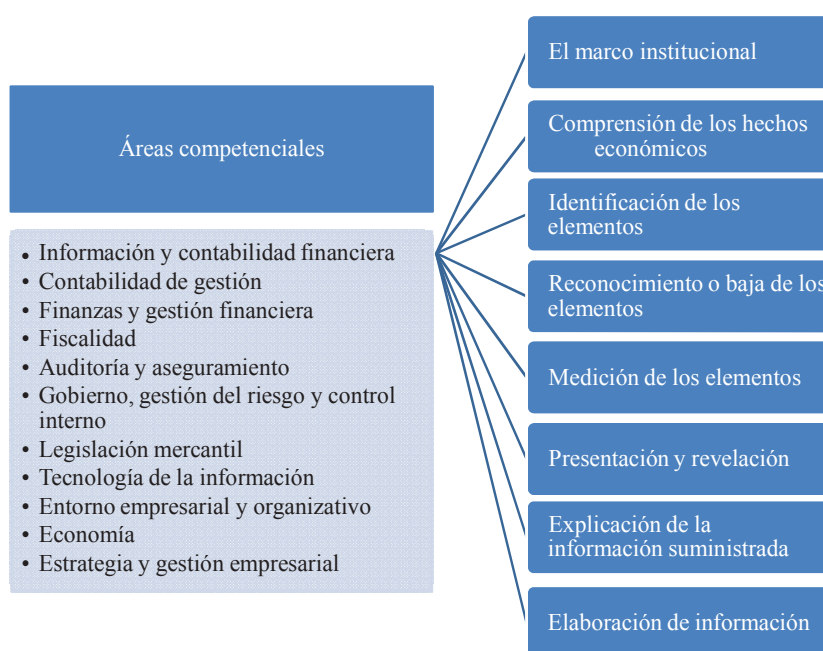 Áreas competenciales
• Información y contabilidad financiera
• Contabilidad de gestión
• Finanzas y gestión financiera
• Fiscalidad
• Auditoría y aseguramiento
• Gobierno, gestión del riesgo y control
interno
• Legislación mercantil
• Tecnología de la información
• Entorno empresarial y organizativo
• Economía
• Estrategia y gestión empresarial
El marco institucional
Comprensión de los hechos
económicos
Identificación de los
elementos
Reconocimiento o baja de los
elementos
Medición de los elementos
Presentación y revelación
Explicación de la
información suministrada
Elaboración de información